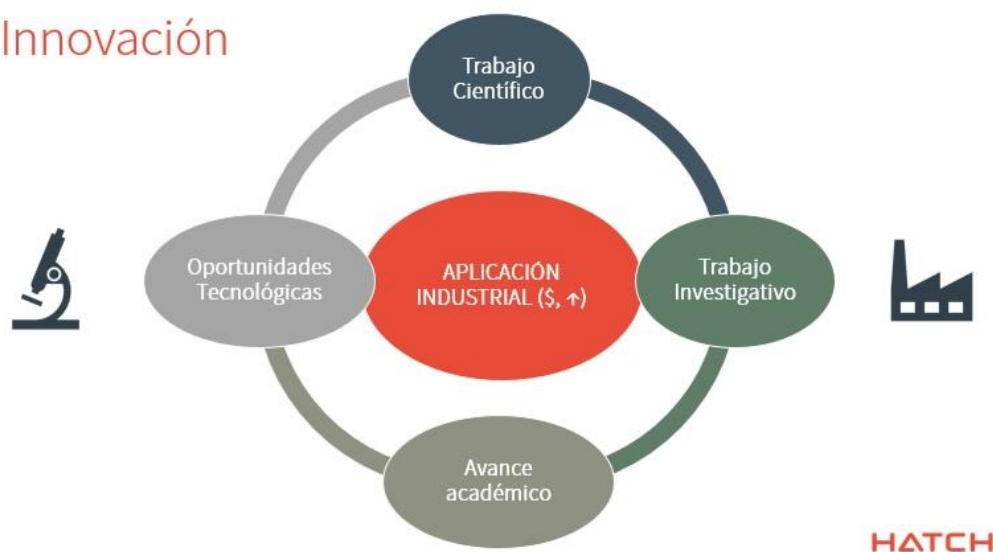 Innovación
Trabajo
Científico
Oportunidades
Tecnológicas
APLICACIÓN
INDUSTRIAL ($, ↑)
Trabajo
Investigativo
Avance
académico
HATCH